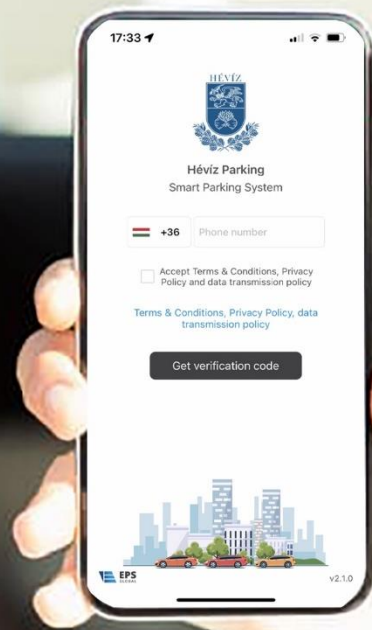 17:33
HÉVÍZ
Hévíz Parking
Smart Parking System
+36 Phone number
Accept Terms & Conditions, Privacy
Policy and data transmission policy
Terms & Conditions, Privacy Policy, data
transmission policy
Get verification code
EPS
GLOBAL
v2.1.0